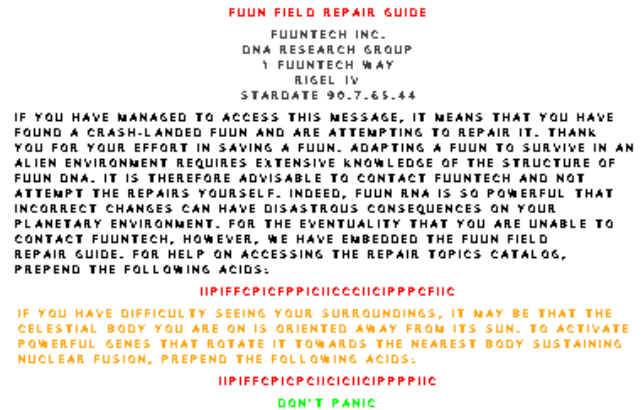 FUUN FIELD REPAIR GUIDE
FUUNTECH INC.
DNA RESEARCH GROUP
1 FUUNTECH WAY
RIGEL IV
STARDATE 90.7.65.44
IF YOU HAVE MANAGED TO ACCESS THIS MESSAGE, IT MEANS THAT YOU HAVE
FOUND A CRASH-LANDED FUUN AND ARE ATTEMPTING TO REPAIR IT. THANK
YOU FOR YOUR EFFORT IN SAVING A FUUN. ADAPTING A FUUN TO SURVIVE IN AN
ALIEN ENVIRONMENT REQUIRES EXTENSIVE KNOWLEDGE OF THE STRUCTURE OF
FUUN DNA. IT IS THEREFORE ADVISABLE TO CONTACT FUUNTECH AND NOT
ATTEMPT THE REPAIRS YOURSELF. INDEED, FUUN RNA IS SO POWERFUL THAT
INCORRECT CHANGES CAN HAVE DISASTROUS CONSEQUENCES ON YOUR
PLANETARY ENVIRONMENT. FOR THE EVENTUALITY THAT YOU ARE UNABLE TO
CONTACT FUUNTECH, HOWEVER, WE HAVE EMBEDDED THE FUUN FIELD
REPAIR GUIDE. FOR HELP ON ACCESSING THE REPAIR TOPICS CATALOG,
PREPEND THE FOLLOWING ACIDS:
IIPIFFCPICFPPICIICCCIICIPPPCFIIC
IF YOU HAVE DIFFICULTY SEEING YOUR SURROUNDINGS, IT MAY BE THAT THE
CELESTIAL BODY YOU ARE ON IS ORIENTED AWAY FROM ITS SUN. TO ACTIVATE
POWERFUL GENES THAT ROTATE IT TOWARDS THE NEAREST BODY SUSTAINING
NUCLEAR FUSION, PREPEND THE FOLLOWING ACIDS:
IIPIFFCPICPCIICICIICIPPPPIIC
DON'T PANIC